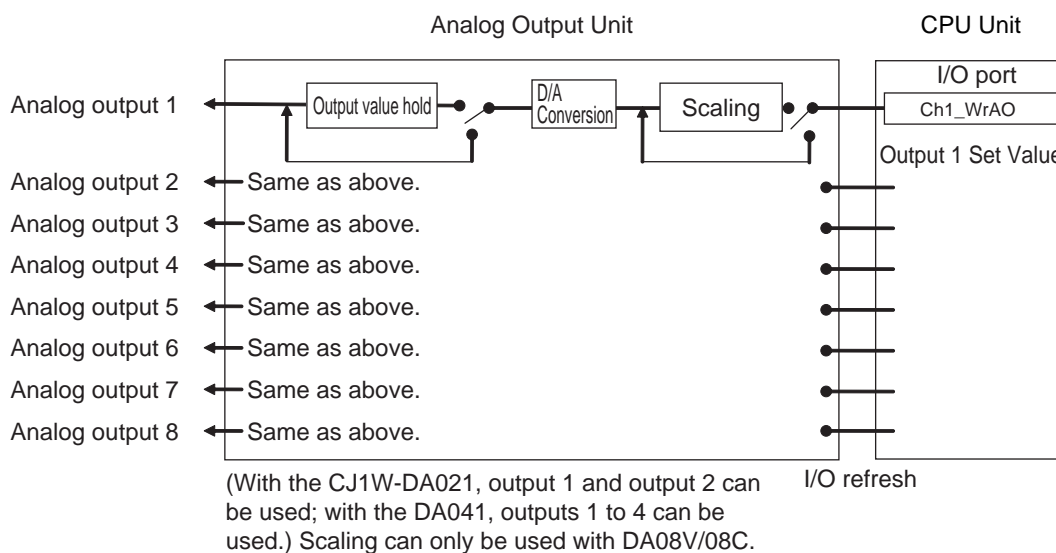 Analog Output Unit
CPU Unit
I/O port
Analog output 1
Output value hold
D/A
Conversion
Scaling
Ch1_WrAO
Output 1 Set Value
Analog output 2
Same as above.
Analog output 3
Same as above.
Analog output 4
Same as above.
Analog output 5
Same as above.
Analog output 6
Same as above.
Analog output 7
Same as above.
Analog output 8
Same as above.
I/O refresh
(With the CJ1W-DA021, output 1 and output 2 can
be used; with the DA041, outputs 1 to 4 can be
used.) Scaling can only be used with DA08V/08C.